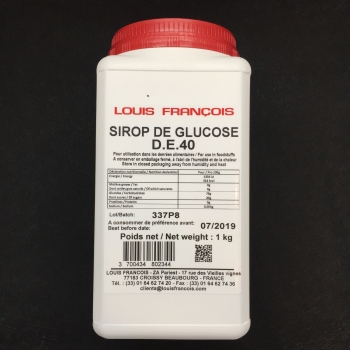 LOUIS FRANÇOIS
SIROP DE GLUCOSE
D.E.40
Pour utilisation dans les denrées alimentaires / For use in foodstuffs
A conserver en emballage fermé, à l'abri de l'humidité et de la chaleur
Store in closed packaging away from humidity and heat
Lot/Batch: 337P8
A consommer de préférence avant:
Best before date: 07/2019
Poids net / Net weight : 1 kg
3 700434 802344
LOUIS FRANCOIS - ZA Pariest - 17 rue des Vieilles vignes
77183 CROISSY BEAUBOURG - FRANCE
Tél. : (33) 01 64 62 74 20 - Fax : (33) 01 64 62 74 36
clients@louisfrancois.com